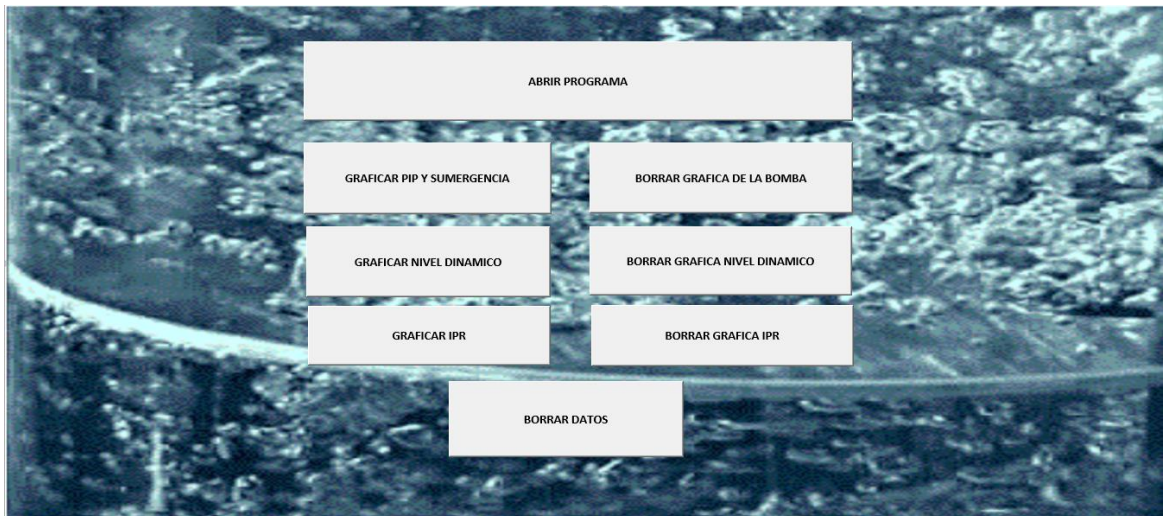 ABRIR PROGRAMA
GRAFICAR PIP Y SUMERGENCIA
BORRAR GRAFICA DE LA BOMBA
GRAFICAR NIVEL DINAMICO
BORRAR GRAFICA NIVEL DINAMICO
GRAFICAR IPR
BORRAR GRAFICA IPR
BORRAR DATOS